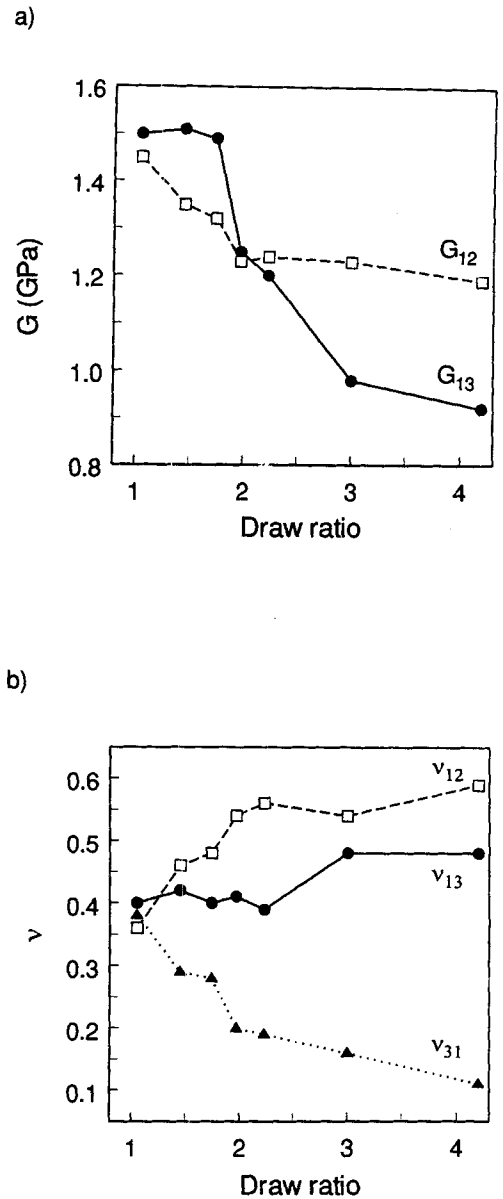 a)
1.6
1.4
1.2
1.0
0.8
G (GPa)
G12
G13
1 2 3 4
Draw ratio
b)
0.6
0.5
0.4
0.3
0.2
0.1
ν
ν12
ν13
ν31
1 2 3 4
Draw ratio